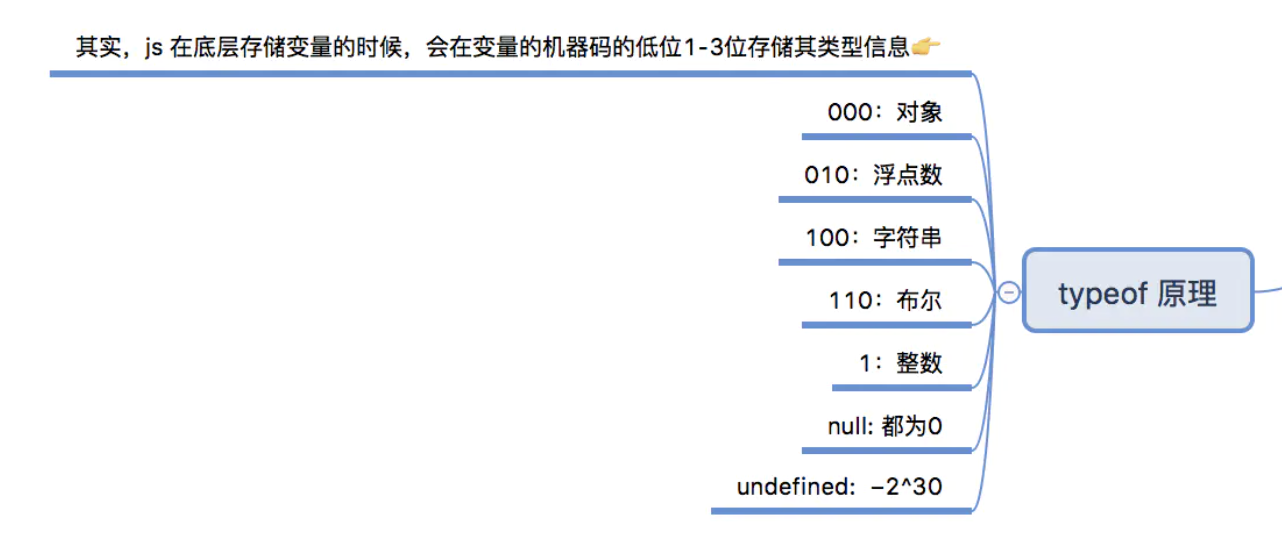 其实，js 在底层存储变量的时候，会在变量的机器码的低位1-3位存储其类型信息👉
000：对象
010：浮点数
100：字符串
110：布尔
1：整数
null: 都为0
undefined: −2^30
typeof 原理